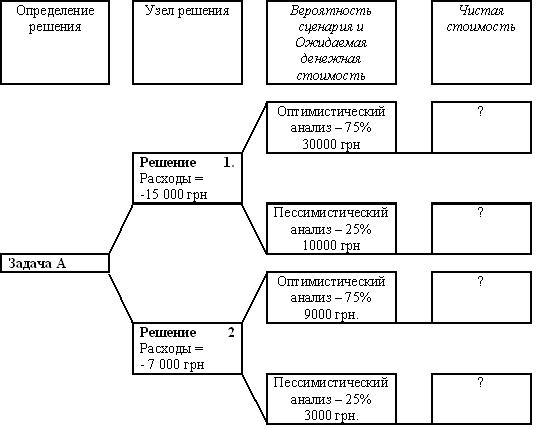 Определение
решения
Узел решения
Вероятность
сценария и
Ожидаемая
денежная
стоимость
Чистая
стоимость
Оптимистический
анализ – 75%
30000 грн
?
Решение 1.
Расходы =
-15 000 грн
Пессимистический
анализ – 25%
10000 грн
?
Задача А
Оптимистический
анализ – 75%
9000 грн.
?
Решение 2
Расходы =
- 7 000 грн
Пессимистический
анализ – 25%
3000 грн.
?